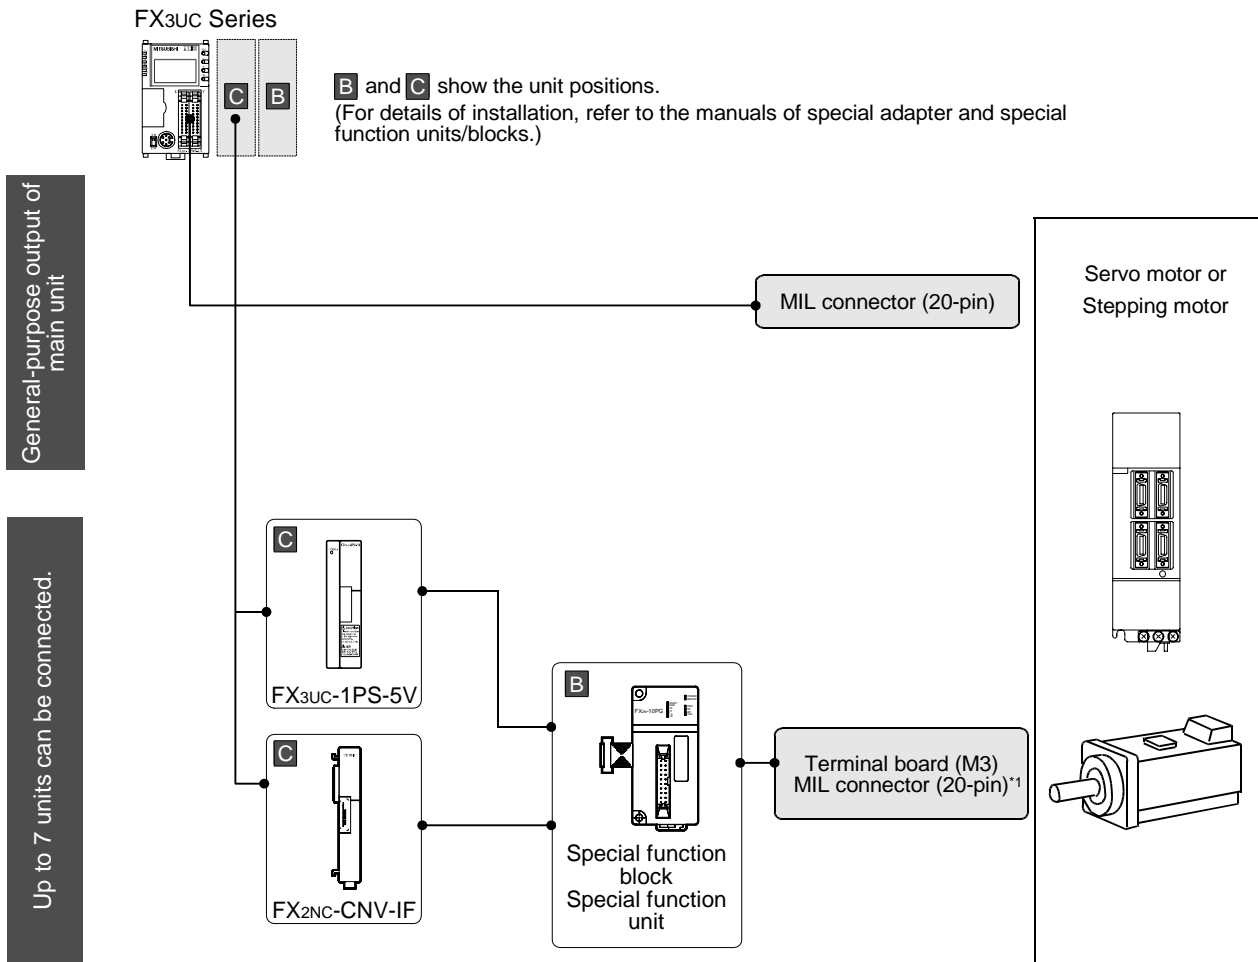 FX3UC Series
MITSUBISHI
C
B
B and C show the unit positions.
(For details of installation, refer to the manuals of special adapter and special
function units/blocks.)
General-purpose output of
main unit
MIL connector (20-pin)
Servo motor or
Stepping motor
Up to 7 units can be connected.
C
FX3UC-1PS-5V
C
FX2NC-CNV-IF
B
Special function
block
Special function
unit
Terminal board (M3)
MIL connector (20-pin)*1